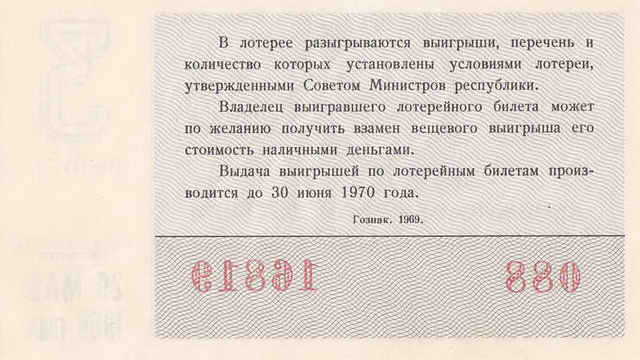 В лотерее разыгрываются выигрыши, перечень и
количество которых установлены условиями лотереи,
утвержденными Советом Министров республики.
Владелец выигравшего лотерейного билета может
по желанию получить взамен вещевого выигрыша его
стоимость наличными деньгами.
Выдача выигрышей по лотерейным билетам произ-
водится до 30 июня 1970 года.
Гознак. 1969.